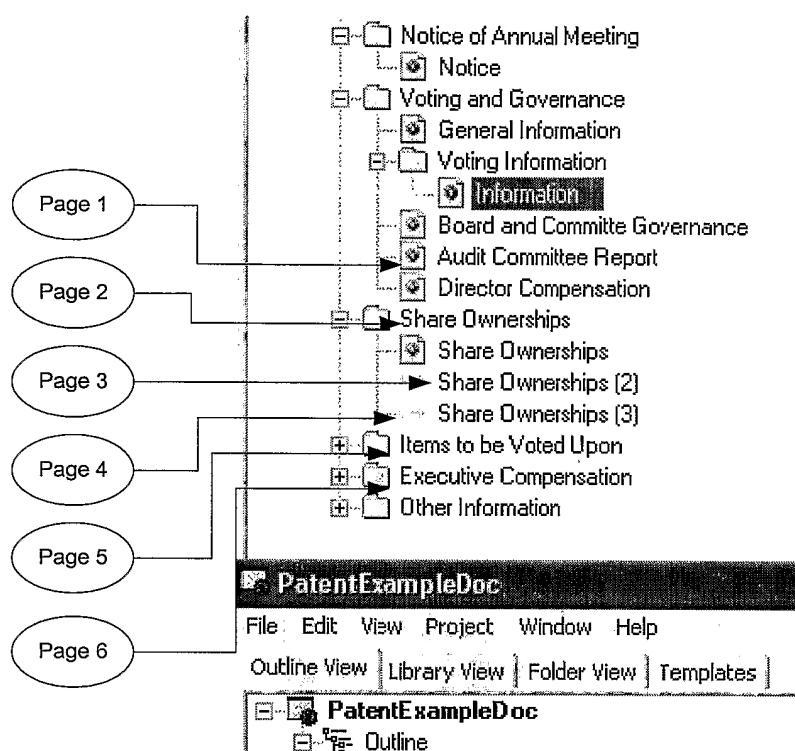 Notice of Annual Meeting
Notice
Voting and Governance
General Information
Voting Information
Information
Board and Committe Governance
Audit Committee Report
Director Compensation
Share Ownerships
Share Ownerships
Share Ownerships (2)
Share Ownerships (3)
Items to be Voted Upon
Executive Compensation
Other Information
Page 1
Page 2
Page 3
Page 4
Page 5
Page 6
PatentExampleDoc
File Edit View Project Window Help
Outline View Library View Folder View Templates
PatentExampleDoc
Outline